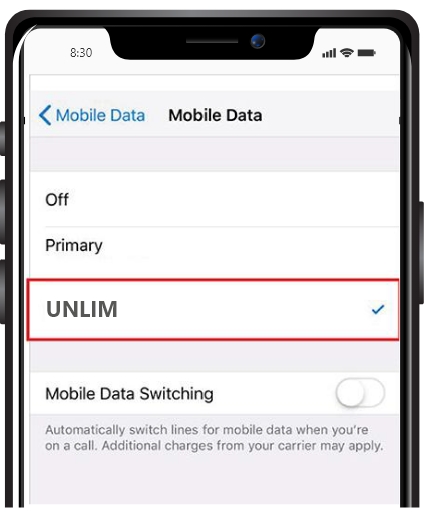 8:30
Mobile Data Mobile Data
Off
Primary
UNLIM
Mobile Data Switching
Automatically switch lines for mobile data when you're
on a call. Additional charges from your carrier may apply.